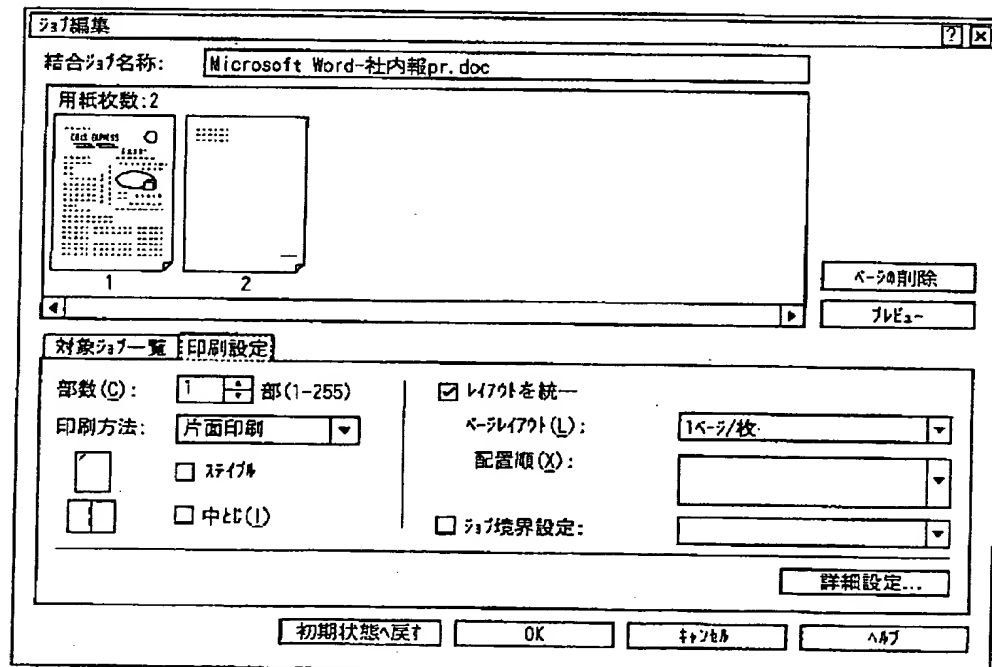 ジョブ編集
? ×
結合ジョブ名称: Microsoft Word-社内報pr.doc
用紙枚数:2
1 2
ページの削除
プレビュー
対象ジョブ一覧 印刷設定
部数(C): 1 部(1-255)
レイアウトを統一
印刷方法: 片面印刷
ページレイアウト(L): 1ページ/枚
ステイプル
配置順(X):
中とじ(I)
ジョブ境界設定:
詳細設定...
初期状態へ戻す OK キャンセル ヘルプ